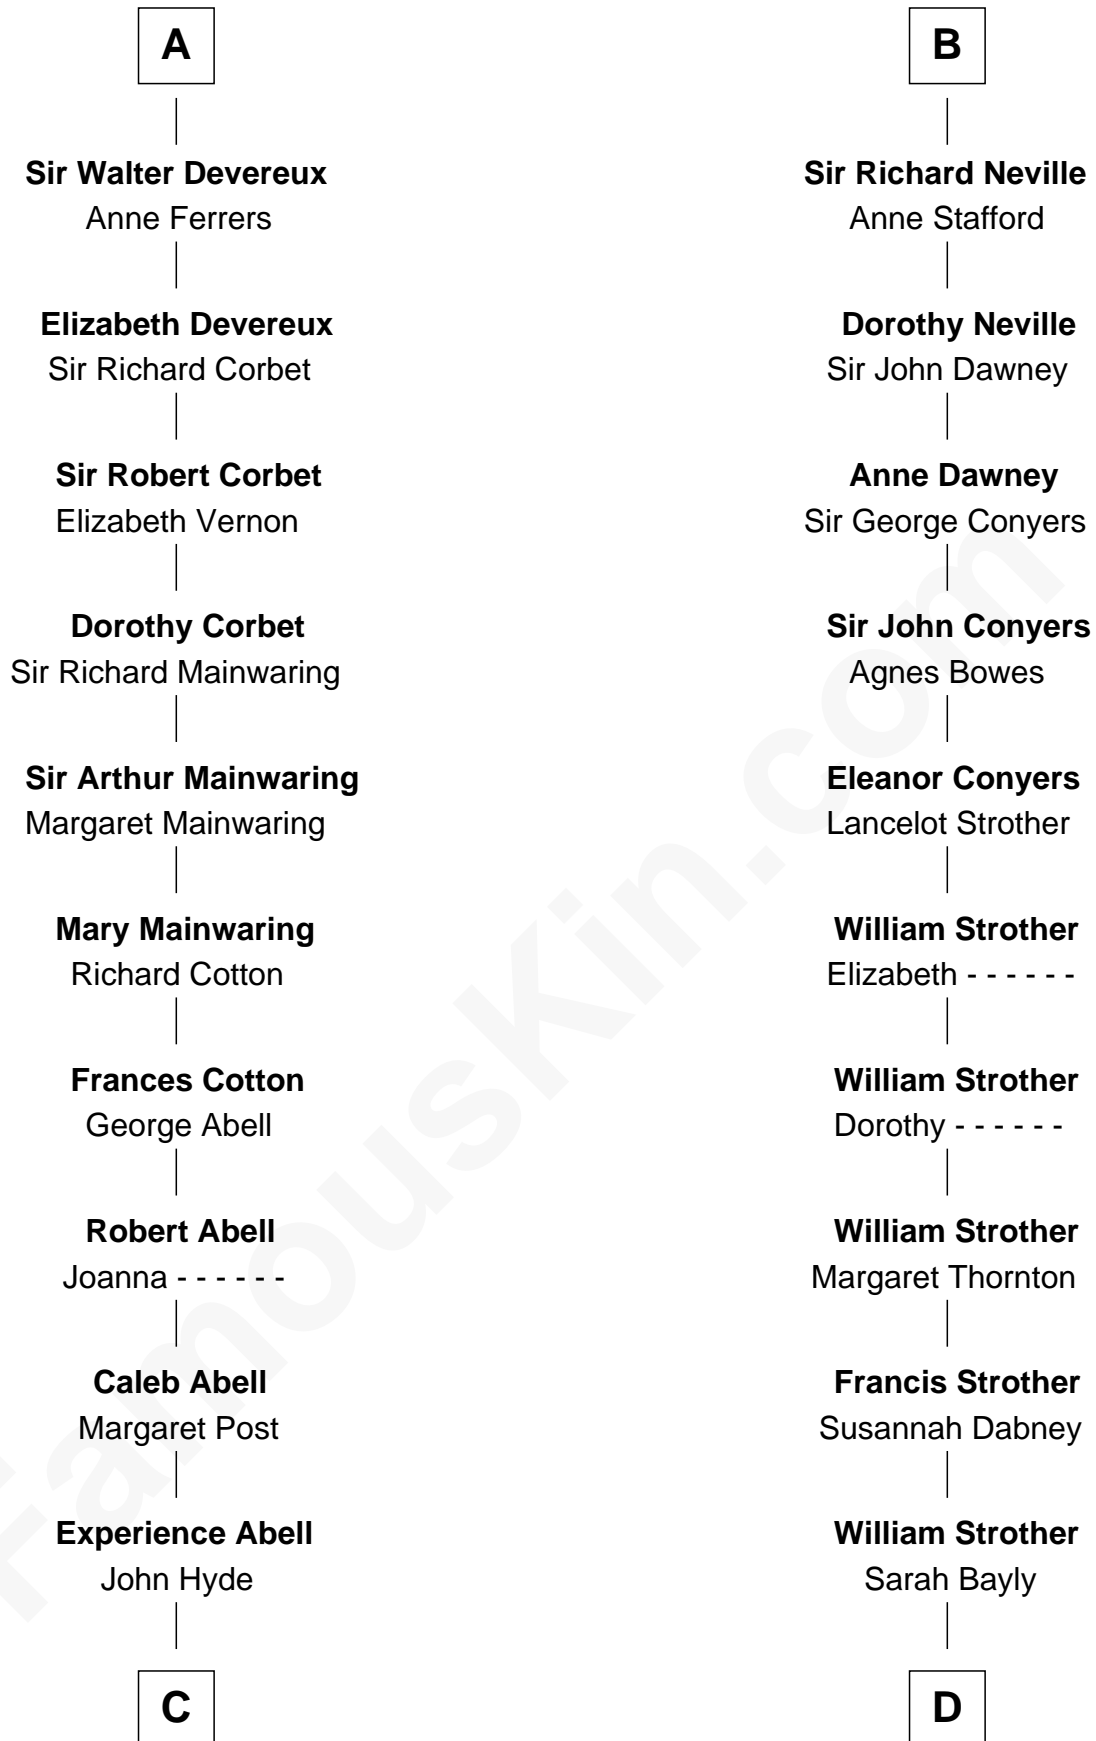 A
Sir Walter Devereux
Anne Ferrers
Elizabeth Devereux
Sir Richard Corbet
Sir Robert Corbet
Elizabeth Vernon
Dorothy Corbet
Sir Richard Mainwaring
Sir Arthur Mainwaring
Margaret Mainwaring
Mary Mainwaring
Richard Cotton
Frances Cotton
George Abell
Robert Abell
Joanna - - - - - -
Caleb Abell
Margaret Post
Experience Abell
John Hyde
C
B
Sir Richard Neville
Anne Stafford
Dorothy Neville
Sir John Dawney
Anne Dawney
Sir George Conyers
Sir John Conyers
Agnes Bowes
Eleanor Conyers
Lancelot Strother
William Strother
Elizabeth - - - - - -
William Strother
Dorothy - - - - - -
William Strother
Margaret Thornton
Francis Strother
Susannah Dabney
William Strother
Sarah Bayly
D
FamousKin.com